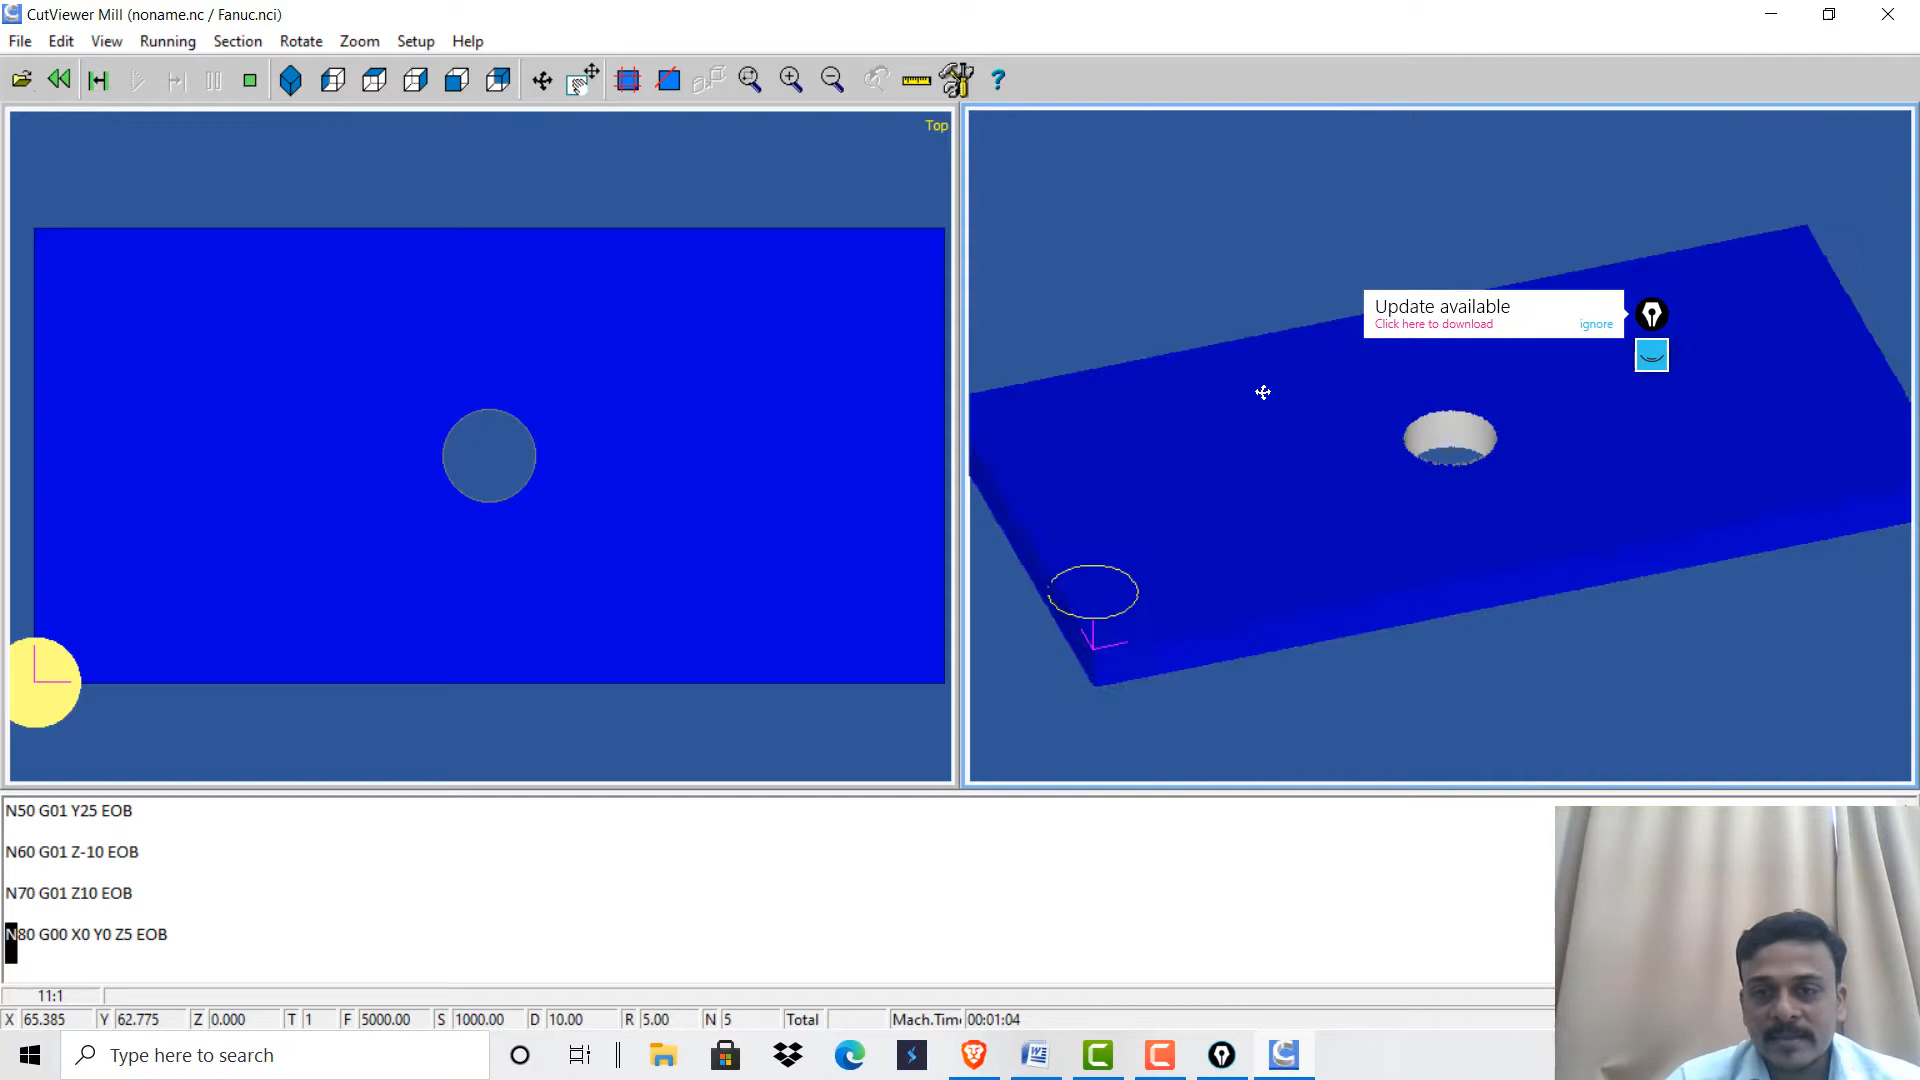 CutViewer Mill (noname.nc / Fanuc.nci)
File Edit View Running Section Rotate Zoom Setup Help
Top
Update available
Click here to download ignore
N50 G01 Y25 EOB
N60 G01 Z-10 EOB
N70 G01 Z10 EOB
N80 G00 X0 Y0 Z5 EOB
11:1
X 65.385 Y 62.775 Z 0.000 T 1 F 5000.00 S 1000.00 D 10.00 R 5.00 N 5 Total Mach.Time 00:01:04
Type here to search